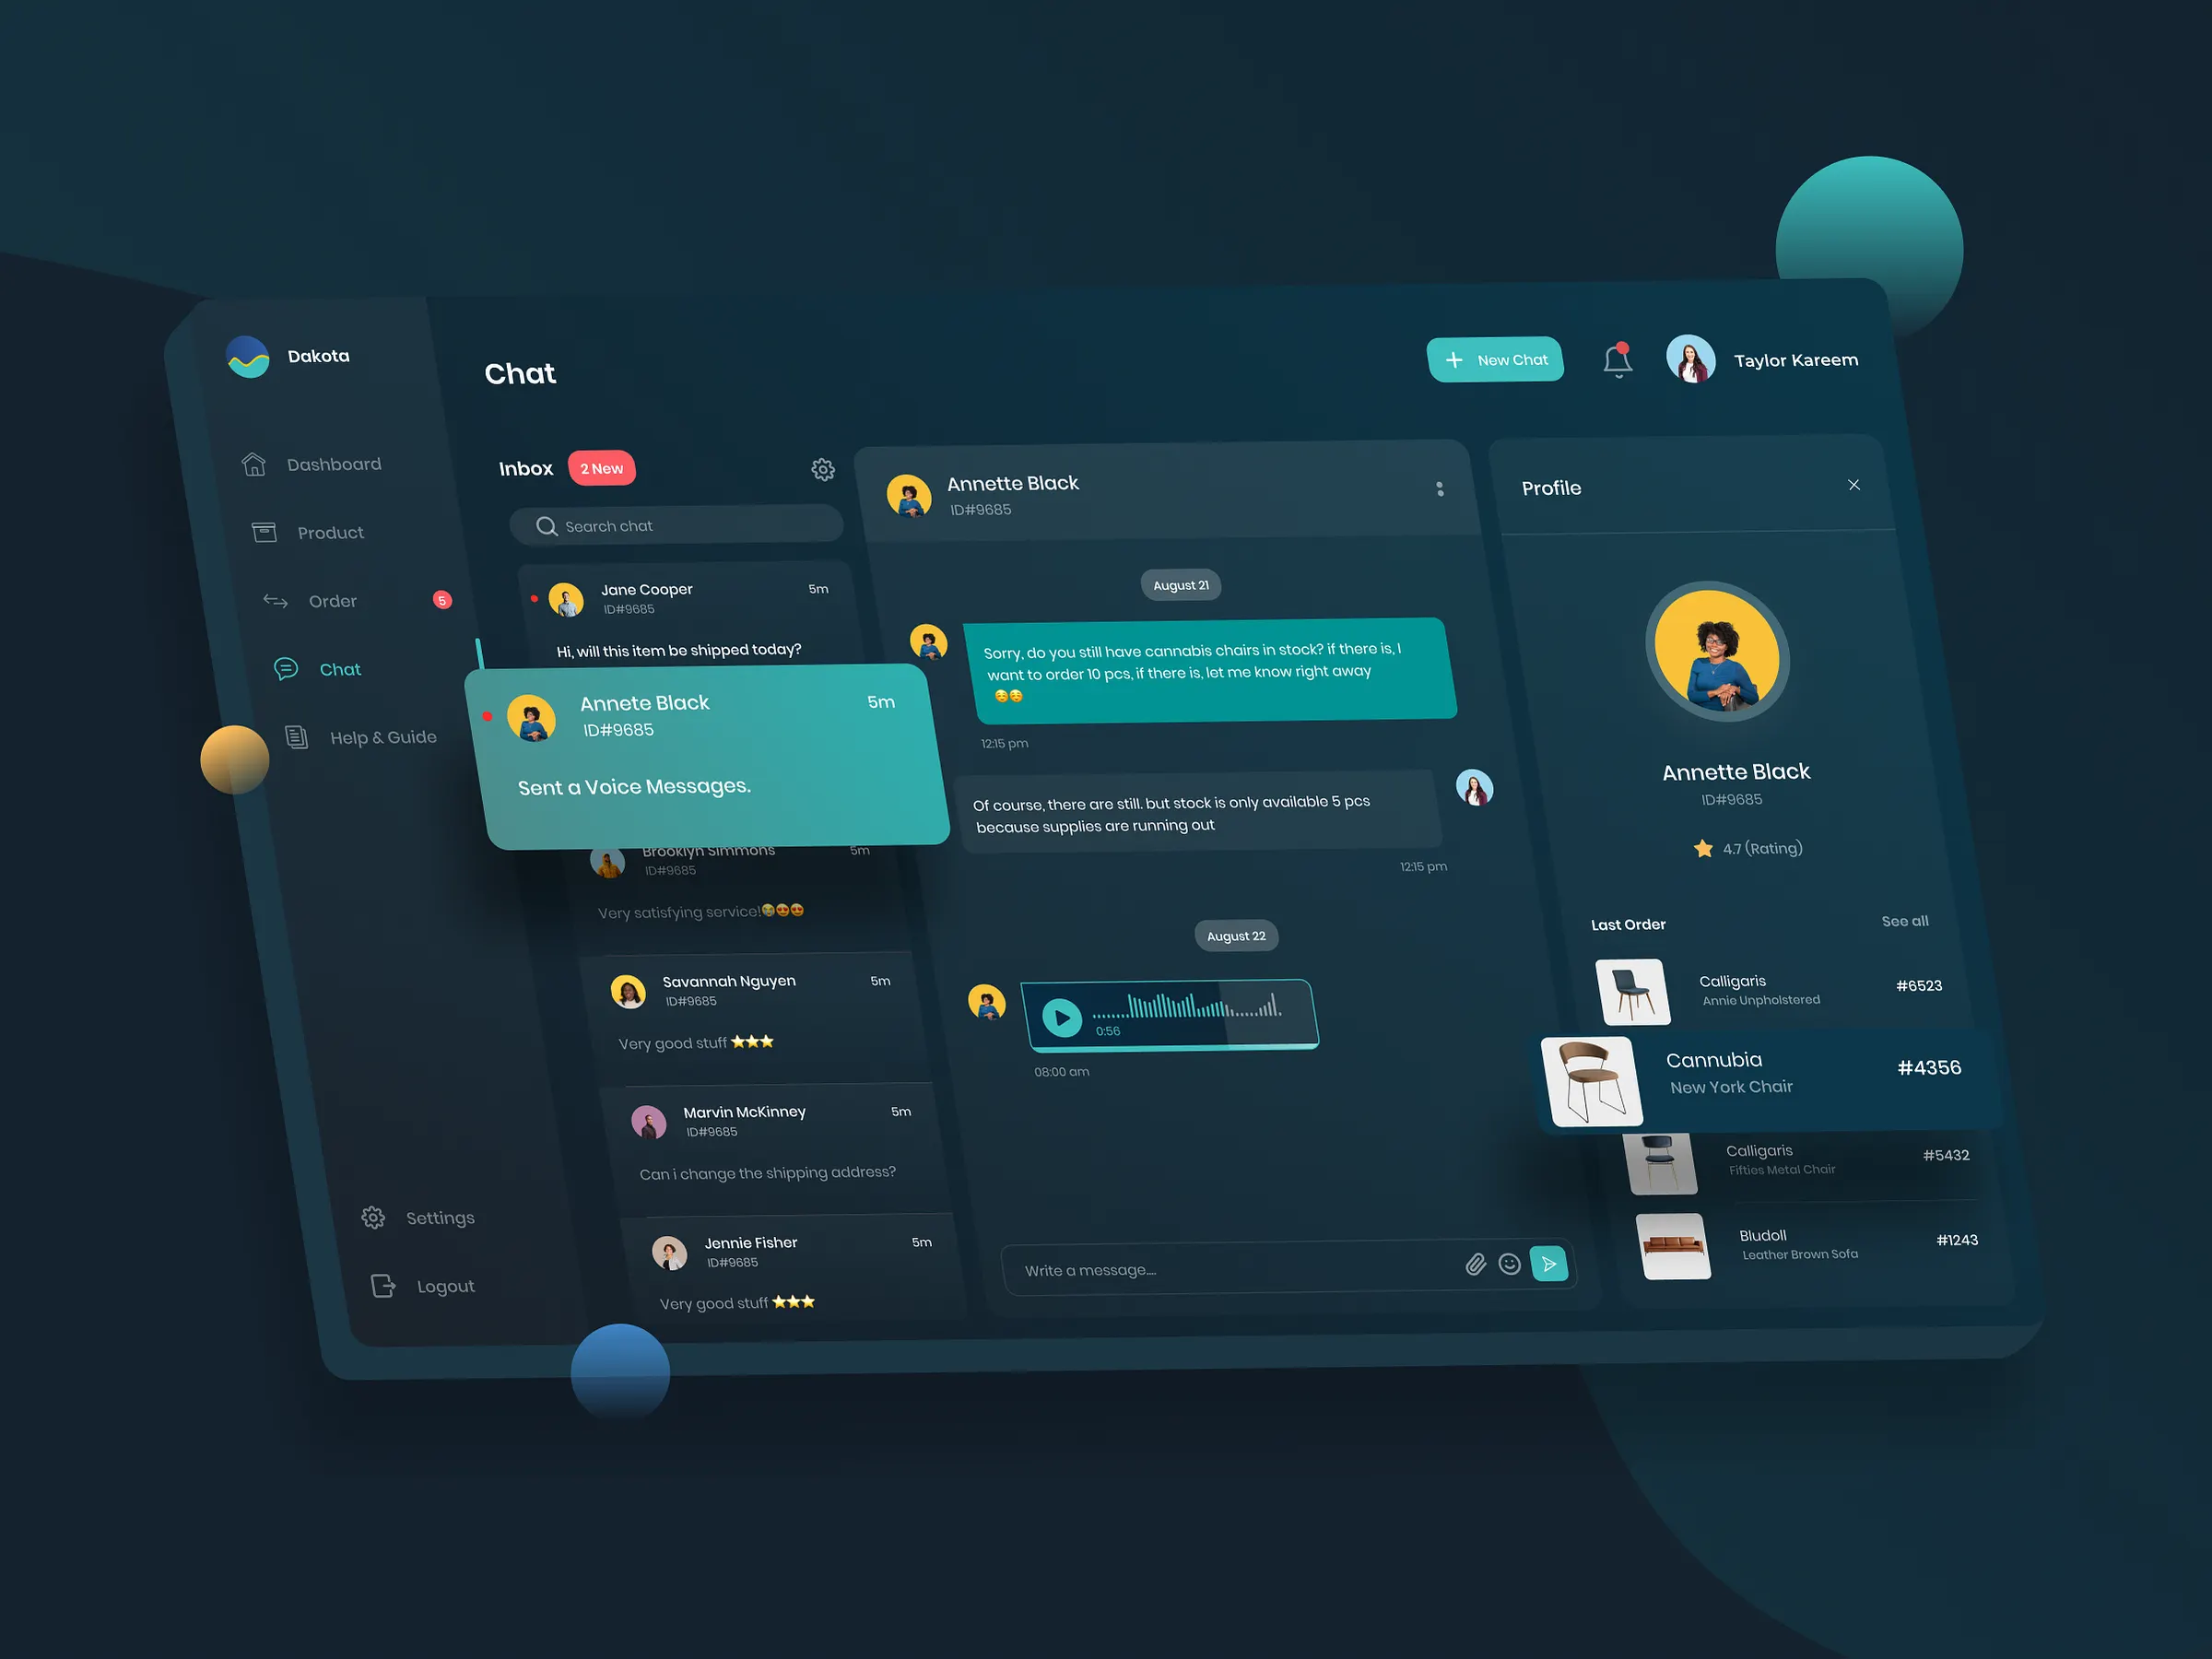 Dakota
Dashboard
Product
Order
5
Chat
Help & Guide
Settings
Logout
Chat
New Chat
Taylor Kareem
Inbox
2 New
Search chat
Jane Cooper
5m
ID#9685
Hi, will this item be shipped today?
Annete Black
5m
ID#9685
Sent a Voice Messages.
Brooklyn Simmons
5m
ID#9685
Very satisfying service!😂😍😍
Savannah Nguyen
5m
ID#9685
Very good stuff ⭐⭐⭐
Marvin McKinney
5m
ID#9685
Can i change the shipping address?
Jennie Fisher
5m
ID#9685
Very good stuff ⭐⭐⭐
Annette Black
ID#9685
August 21
Sorry, do you still have cannabis chairs in stock? if there is, I
want to order 10 pcs, if there is, let me know right away
☺️☺️
12:15 pm
Of course, there are still. but stock is only available 5 pcs
because supplies are running out
12:15 pm
August 22
0:56
08:00 am
Write a message....
Profile
Annette Black
ID#9685
4.7 (Rating)
Last Order
See all
Calligaris
Annie Upholstered
#6523
Cannubia
New York Chair
#4356
Calligaris
Fifties Metal Chair
#5432
Bludoll
Leather Brown Sofa
#1243